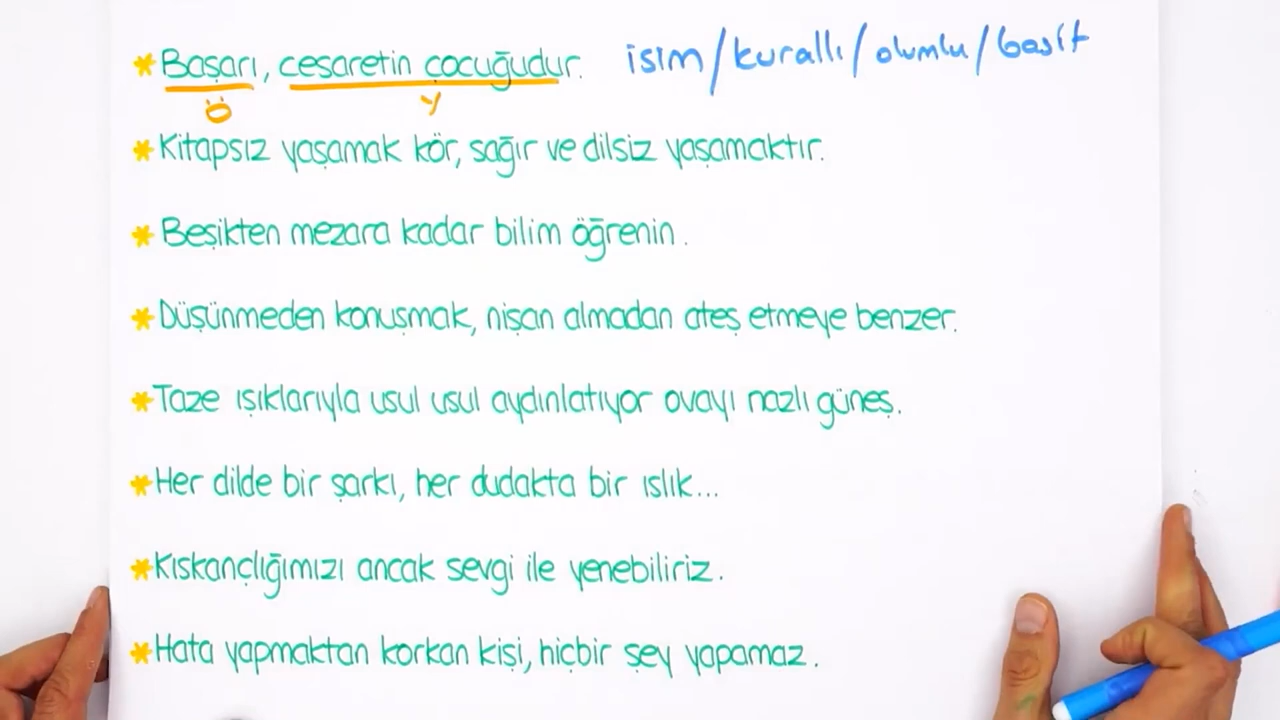 * Başarı, cesaretin çocuğudur. isim/kurallı/olumlu/basit
Ö Y
* Kitapsız yaşamak kör, sağır ve dilsiz yaşamaktır.
* Beşikten mezara kadar bilim öğrenin.
* Düşünmeden konuşmak, nişan almadan ateş etmeye benzer.
* Taze ışıklarıyla usul usul aydınlatıyor ovayı nazlı güneş.
* Her dilde bir şarkı, her dudakta bir ıslık...
* Kıskançlığımızı ancak sevgi ile yenebiliriz.
* Hata yapmaktan korkan kişi, hiçbir şey yapamaz.